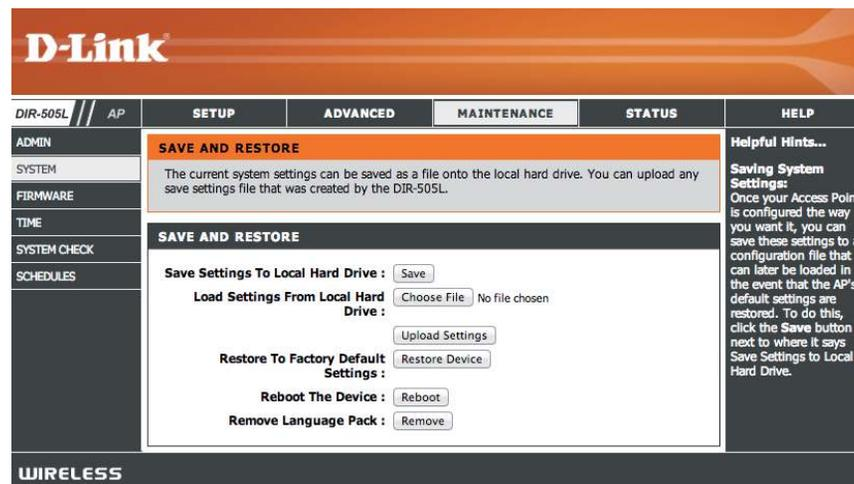 D-Link
DIR-505L // AP
SETUP
ADVANCED
MAINTENANCE
STATUS
HELP
ADMIN
SYSTEM
FIRMWARE
TIME
SYSTEM CHECK
SCHEDULES
SAVE AND RESTORE
The current system settings can be saved as a file onto the local hard drive. You can upload any
save settings file that was created by the DIR-505L.
SAVE AND RESTORE
Save Settings To Local Hard Drive : Save
Load Settings From Local Hard Choose File No file chosen
Drive :
Upload Settings
Restore To Factory Default Restore Device
Settings :
Reboot The Device : Reboot
Remove Language Pack : Remove
Helpful Hints...
Saving System
Settings:
Once your Access Poin
is configured the way
you want it, you can
save these settings to a
configuration file that
can later be loaded in
the event that the AP's
default settings are
restored. To do this,
click the Save button
next to where it says
Save Settings to Local
Hard Drive.
WIRELESS